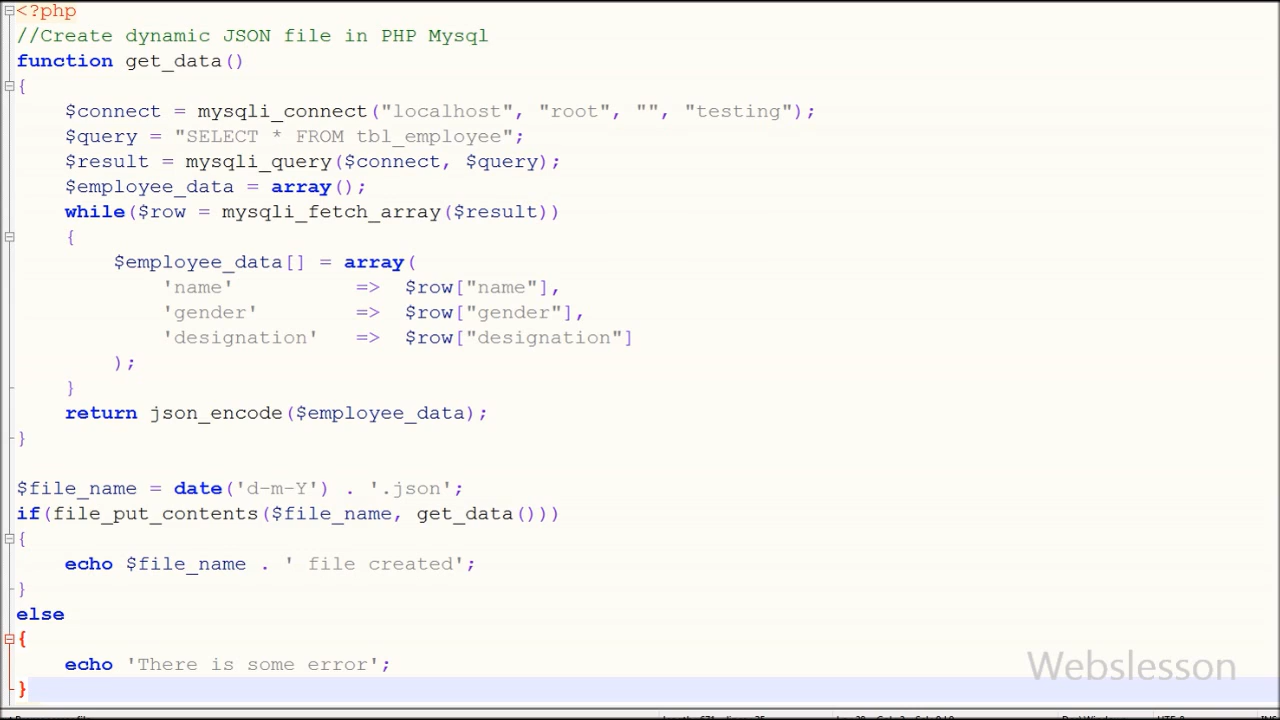 <?php
//Create dynamic JSON file in PHP Mysql
function get_data()
{
    $connect = mysqli_connect("localhost", "root", "", "testing");
    $query = "SELECT * FROM tbl_employee";
    $result = mysqli_query($connect, $query);
    $employee_data = array();
    while($row = mysqli_fetch_array($result))
    {
        $employee_data[] = array(
            'name'          =>  $row["name"],
            'gender'        =>  $row["gender"],
            'designation'   =>  $row["designation"]
        );
    }
    return json_encode($employee_data);
}

$file_name = date('d-m-Y') . '.json';
if(file_put_contents($file_name, get_data()))
{
    echo $file_name . ' file created';
}
else
{
    echo 'There is some error';
}
Webslesson